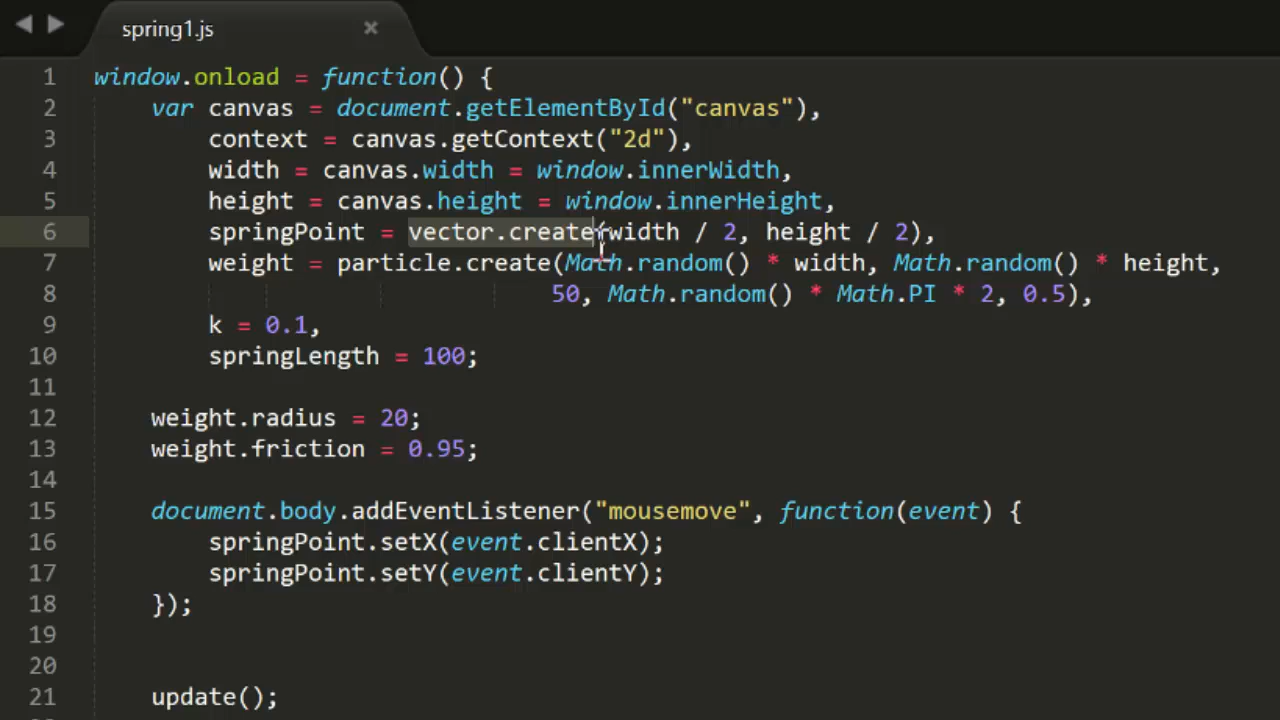 spring1.js
1 window.onload = function() {
2 var canvas = document.getElementById("canvas"),
3 context = canvas.getContext("2d"),
4 width = canvas.width = window.innerWidth,
5 height = canvas.height = window.innerHeight,
6 springPoint = vector.create(width / 2, height / 2),
7 weight = particle.create(Math.random() * width, Math.random() * height,
8 50, Math.random() * Math.PI * 2, 0.5),
9 k = 0.1,
10 springLength = 100;
11
12 weight.radius = 20;
13 weight.friction = 0.95;
14
15 document.body.addEventListener("mousemove", function(event) {
16 springPoint.setX(event.clientX);
17 springPoint.setY(event.clientY);
18 });
19
20
21 update();